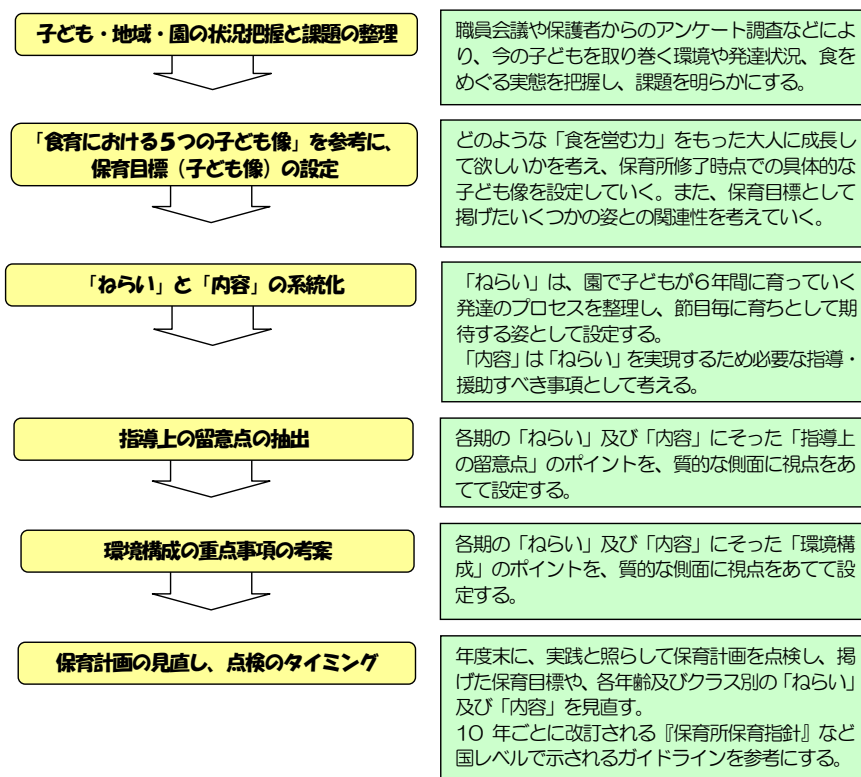 子ども・地域・園の状況把握と課題の整理
職員会議や保護者からのアンケート調査などによ
り、今の子どもを取り巻く環境や発達状況、食を
めぐる実態を把握し、課題を明らかにする。
「食育における５つの子ども像」を参考に、
保育目標（子ども像）の設定
どのような「食を営む力」をもった大人に成長し
て欲しいかを考え、保育所修了時点での具体的な
子ども像を設定していく。また、保育目標として
掲げたいくつかの姿との関連性を考えていく。
「ねらい」と「内容」の系統化
「ねらい」は、園で子どもが６年間に育っていく
発達のプロセスを整理し、節目毎に育ちとして期
待する姿として設定する。
「内容」は「ねらい」を実現するため必要な指導・
援助すべき事項として考える。
指導上の留意点の抽出
各期の「ねらい」及び「内容」にそった「指導上
の留意点」のポイントを、質的な側面に視点をあ
てて設定する。
環境構成の重点事項の考案
各期の「ねらい」及び「内容」にそった「環境構
成」のポイントを、質的な側面に視点をあてて設
定する。
保育計画の見直し、点検のタイミング
年度末に、実践と照らして保育計画を点検し、掲
げた保育目標や、各年齢及びクラス別の「ねらい」
及び「内容」を見直す。
10 年ごとに改訂される『保育所保育指針』など
国レベルで示されるガイドラインを参考にする。